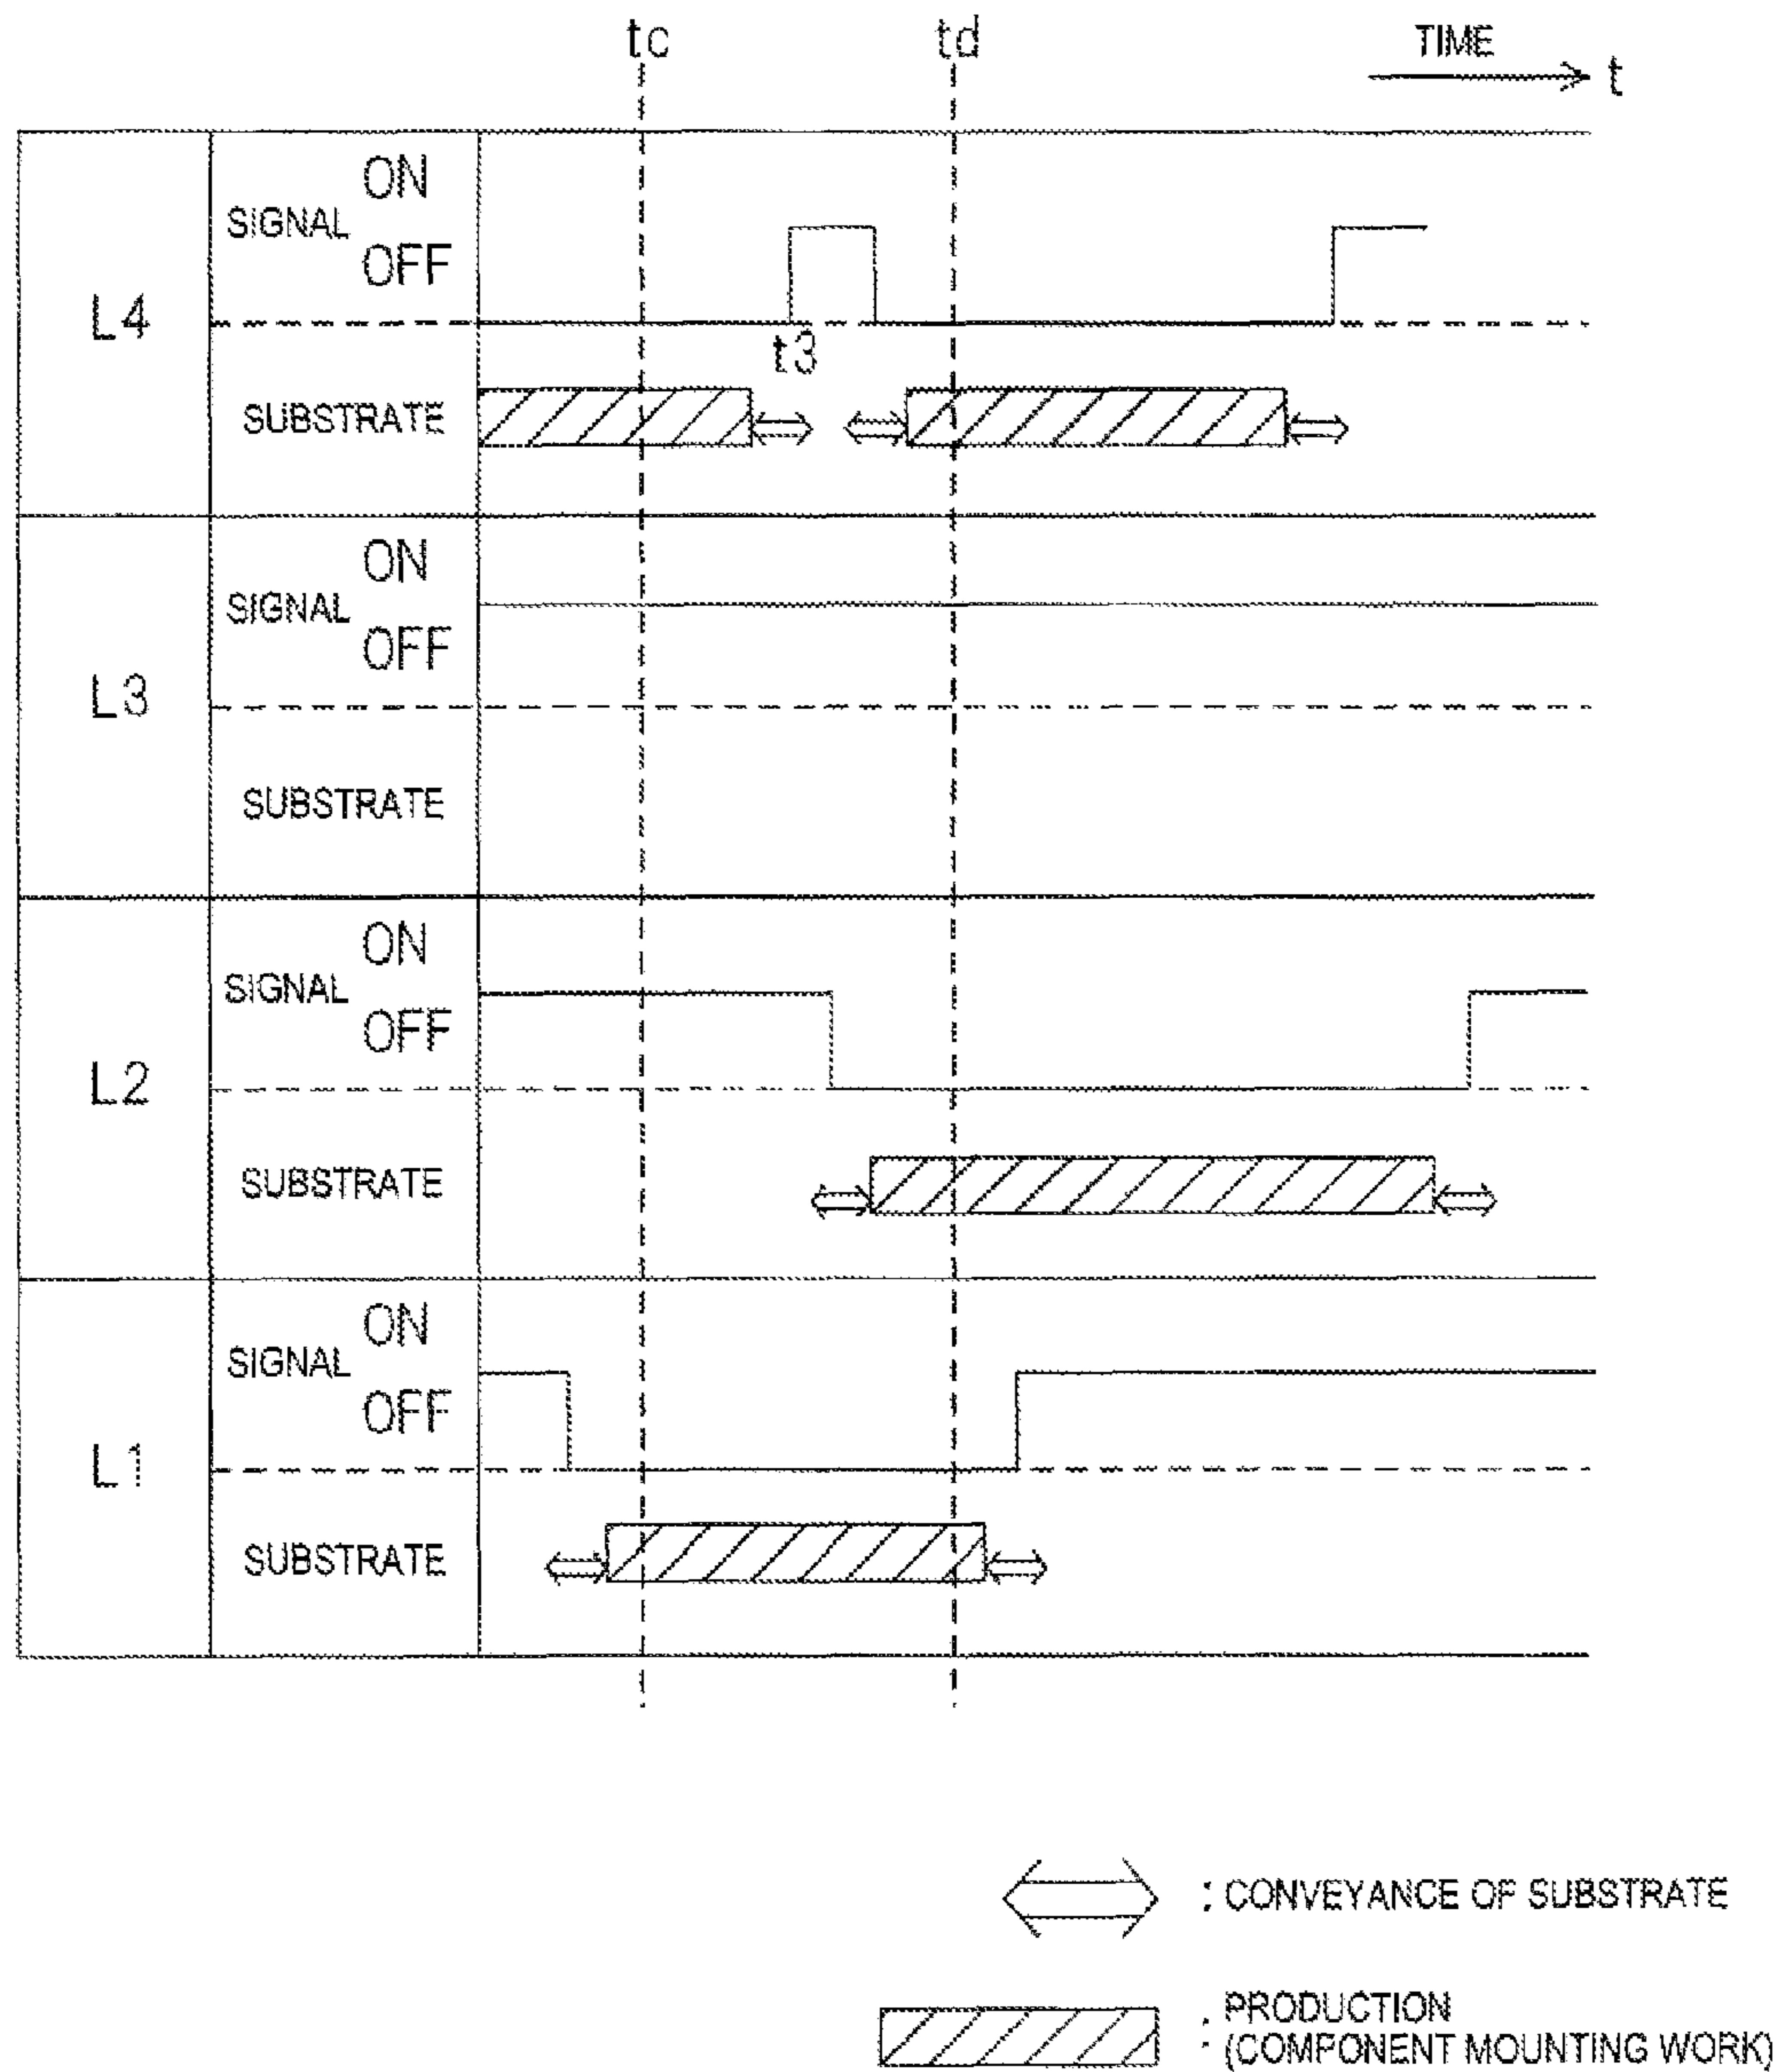 tc td TIME
t
L4 SIGNAL ON
OFF
t3
SUBSTRATE
L3 SIGNAL ON
OFF
SUBSTRATE
L2 SIGNAL ON
OFF
SUBSTRATE
L1 SIGNAL ON
OFF
SUBSTRATE
: CONVEYANCE OF SUBSTRATE
: PRODUCTION
(COMPONENT MOUNTING WORK)